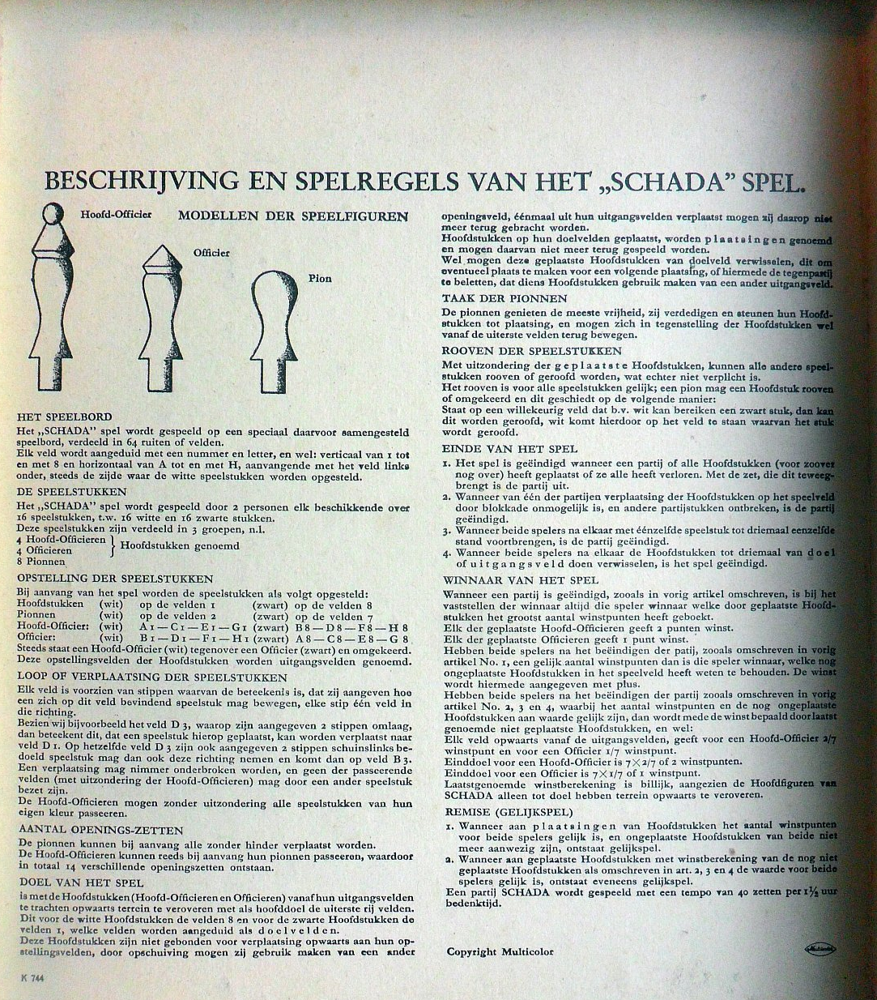 BESCHRIJVING EN SPELREGELS VAN HET „SCHADA” SPEL.
Hoofd-Officier
MODELLEN DER SPEELFIGUREN
Officier
Pion
HET SPEELBORD
Het „SCHADA” spel wordt gespeeld op een speciaal daarvoor samengesteld
speelbord, verdeeld in 64 ruiten of velden.
Elk veld wordt aangeduid met een nummer en letter, en wel: verticaal van 1 tot
en met 8 en horizontaal van A tot en met H, aanvangende met het veld links
onder, steeds de zijde waar de witte speelstukken worden opgesteld.
DE SPEELSTUKKEN
Het „SCHADA” spel wordt gespeeld door 2 personen elk beschikkende over
16 speelstukken, t.w. 16 witte en 16 zwarte stukken.
Deze speelstukken zijn verdeeld in 3 groepen, n.l.
4 Hoofd-Officieren
4 Officieren } Hoofdstukken genoemd
8 Pionnen
OPSTELLING DER SPEELSTUKKEN
Bij aanvang van het spel worden de speelstukken als volgt opgesteld:
Hoofdstukken (wit) op de velden 1 (zwart) op de velden 8
Pionnen (wit) op de velden 2 (zwart) op de velden 7
Hoofd-Officier: (wit) A1—C1—E1—G1 (zwart) B8—D8—F8—H8
Officier: (wit) B1—D1—F1—H1 (zwart) A8—C8—E8—G8
Steeds staat een Hoofd-Officier (wit) tegenover een Officier (zwart) en omgekeerd.
Deze opstellingsvelden der Hoofdstukken worden uitgangsvelden genoemd.
LOOP OF VERPLAATSING DER SPEELSTUKKEN
Elk veld is voorzien van stippen waarvan de beteekenis is, dat zij aangeven hoe
een zich op dit veld bevindend speelstuk mag bewegen, elke stip één veld in
die richting.
Bezien wij bijvoorbeeld het veld D 3, waarop zijn aangegeven 2 stippen omlaag,
dan beteekent dit, dat een speelstuk hierop geplaatst, kan worden verplaatst naar
veld D 1. Op hetzelfde veld D 3 zijn ook aangegeven 2 stippen schuinslinks be-
doeld speelstuk mag dan ook deze richting nemen en komt dan op veld B 3.
Een verplaatsing mag nimmer onderbroken worden, en geen der passeerende
velden (met uitzondering der Hoofd-Officieren) mag door een ander speelstuk
bezet zijn.
De Hoofd-Officieren mogen zonder uitzondering alle speelstukken van hun
eigen kleur passeeren.
AANTAL OPENINGS-ZETTEN
De pionnen kunnen bij aanvang alle zonder hinder verplaatst worden.
De Hoofd-Officieren kunnen reeds bij aanvang hun pionnen passeeren, waardoor
in totaal 14 verschillende openingszetten ontstaan.
DOEL VAN HET SPEL
is met de Hoofdstukken (Hoofd-Officieren en Officieren) vanaf hun uitgangsvelden
te trachten opwaarts terrein te veroveren met als hoofddoel de uiterste rij velden.
Dit voor de witte Hoofdstukken de velden 8 en voor de zwarte Hoofdstukken de
velden 1, welke velden worden aangeduid als doelvelden.
Deze Hoofdstukken zijn niet gebonden voor verplaatsing opwaarts aan hun op-
stellingsvelden, door opschuiving mogen zij gebruik maken van een ander
K 744
openingsveld, éénmaal uit hun uitgangsvelden verplaatst mogen zij daarop niet
meer terug gebracht worden.
Hoofdstukken op hun doelvelden geplaatst, worden plaatsingen genoemd
en mogen daarvan niet meer terug gespeeld worden.
Wel mogen deze geplaatste Hoofdstukken van doelveld verwisselen, dit om
eventueel plaats te maken voor een volgende plaatsing, of hiermede de tegenpartij
te beletten, dat diens Hoofdstukken gebruik maken van een ander uitgangsveld.
TAAK DER PIONNEN
De pionnen genieten de meeste vrijheid, zij verdedigen en steunen hun Hoofd-
stukken tot plaatsing, en mogen zich in tegenstelling der Hoofdstukken wel
vanaf de uiterste velden terug bewegen.
ROOVEN DER SPEELSTUKKEN
Met uitzondering der geplaatste Hoofdstukken, kunnen alle andere speel-
stukken rooven of geroofd worden, wat echter niet verplicht is.
Het rooven is voor alle speelstukken gelijk; een pion mag een Hoofdstuk rooven
of omgekeerd en dit geschiedt op de volgende manier:
Staat op een willekeurig veld dat b.v. wit kan bereiken een zwart stuk, dan kan
dit worden geroofd, wit komt hierdoor op het veld te staan waarvan het stuk
wordt geroofd.
EINDE VAN HET SPEL
1. Het spel is geëindigd wanneer een partij of alle Hoofdstukken (voor zoover
nog over) heeft geplaatst of ze alle heeft verloren. Met de zet, die dit teweeg-
brengt is de partij uit.
2. Wanneer van één der partijen verplaatsing der Hoofdstukken op het speelveld
door blokkade onmogelijk is, en andere partijstukken ontbreken, is de partij
geëindigd.
3. Wanneer beide spelers na elkaar met éénzelfde speelstuk tot driemaal eenzelfde
stand voortbrengen, is de partij geëindigd.
4. Wanneer beide spelers na elkaar de Hoofdstukken tot driemaal van doel
of uitgangsveld doen verwisselen, is het spel geëindigd.
WINNAAR VAN HET SPEL
Wanneer een partij is geëindigd, zooals in vorig artikel omschreven, is bij het
vaststellen der winnaar altijd die speler winnaar welke door geplaatste Hoofd-
stukken het grootst aantal winstpunten heeft geboekt.
Elk der geplaatste Hoofd-Officieren geeft 2 punten winst.
Elk der geplaatste Officieren geeft 1 punt winst.
Hebben beide spelers na het beëindigen der patij, zooals omschreven in vorig
artikel No. 1, een gelijk aantal winstpunten dan is die speler winnaar, welke nog
ongeplaatste Hoofdstukken in het speelveld heeft weten te behouden. De winst
wordt hiermede aangegeven met plus.
Hebben beide spelers na het beëindigen der partij zooals omschreven in vorig
artikel No. 2, 3 en 4, waarbij het aantal winstpunten en de nog ongeplaatste
Hoofdstukken aan waarde gelijk zijn, dan wordt mede de winst bepaald door laatst
genoemde niet geplaatste Hoofdstukken, en wel:
Elk veld opwaarts vanaf de uitgangsvelden, geeft voor een Hoofd-Officier 2/7
winstpunt en voor een Officier 1/7 winstpunt.
Einddoel voor een Hoofd-Officier is 7×2/7 of 2 winstpunten.
Einddoel voor een Officier is 7×1/7 of 1 winstpunt.
Laatstgenoemde winstberekening is billijk, aangezien de Hoofdfiguren van
SCHADA alleen tot doel hebben terrein opwaarts te veroveren.
REMISE (GELIJKSPEL)
1. Wanneer aan plaatsingen van Hoofdstukken het aantal winstpunten
voor beide spelers gelijk is, en ongeplaatste Hoofdstukken van beide niet
meer aanwezig zijn, ontstaat gelijkspel.
2. Wanneer aan geplaatste Hoofdstukken met winstberekening van de nog niet
geplaatste Hoofdstukken als omschreven in art. 2, 3 en 4 de waarde voor beide
spelers gelijk is, ontstaat eveneens gelijkspel.
Een partij SCHADA wordt gespeeld met een tempo van 40 zetten per 1½ uur
bedenktijd.
Copyright Multicolor
Multicolor